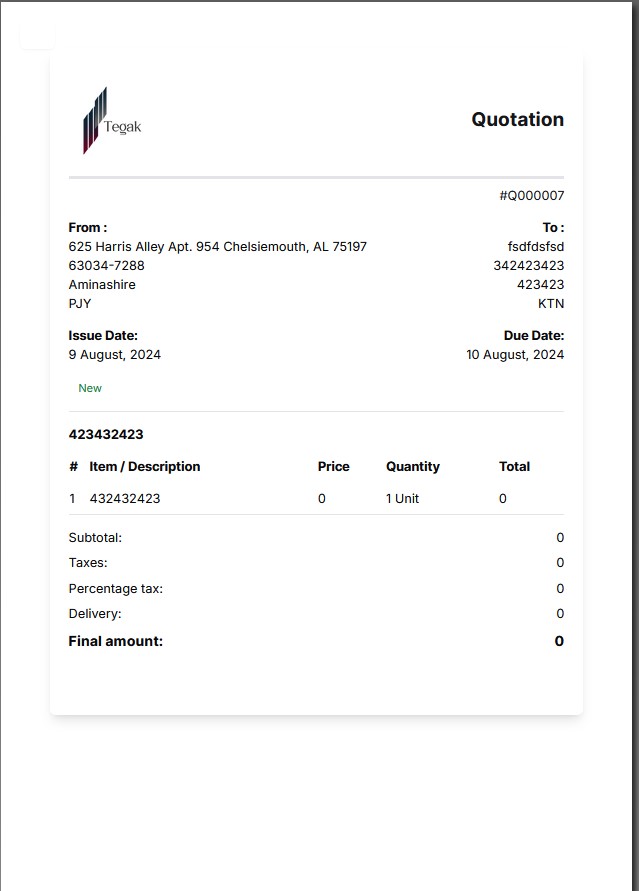 Tegak
Quotation
#Q000007
From :
625 Harris Alley Apt. 954 Chelsiemouth, AL 75197
63034-7288
Aminashire
PJY
To :
fsdfdsfsd
342423423
423423
KTN
Issue Date:
9 August, 2024
Due Date:
10 August, 2024
New
423432423
# Item / Description Price Quantity Total
1 432432423 0 1 Unit 0
Subtotal: 0
Taxes: 0
Percentage tax: 0
Delivery: 0
Final amount: 0